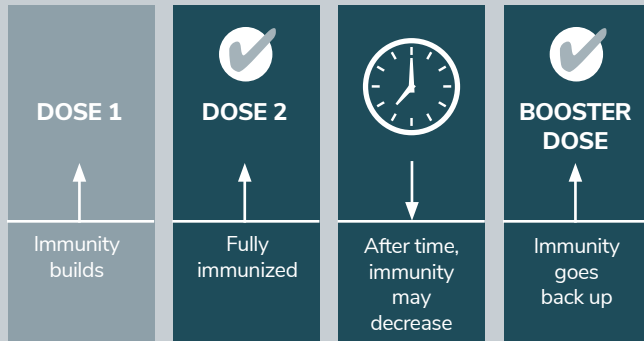 DOSE 1
Immunity
builds
DOSE 2
Fully
immunized
After time,
immunity
may
decrease
BOOSTER
DOSE
Immunity
goes
back up